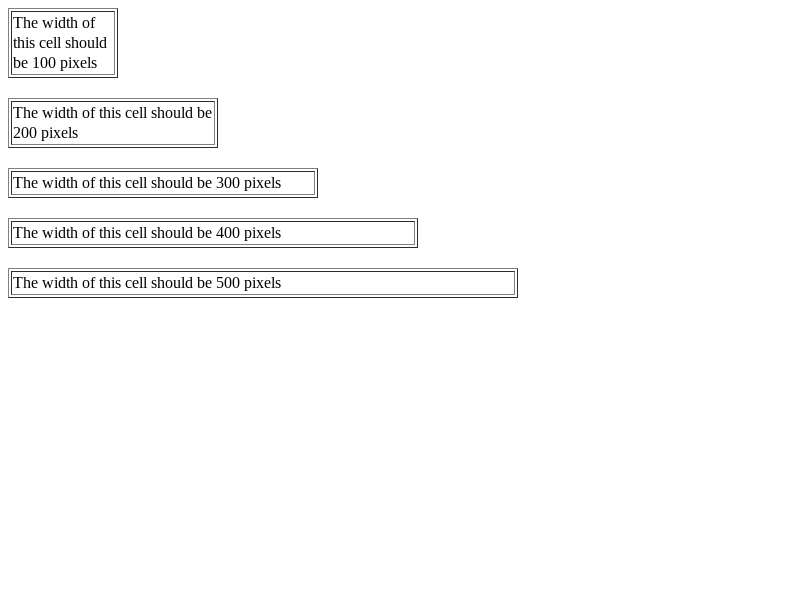 The width of
this cell should
be 100 pixels
The width of this cell should be
200 pixels
The width of this cell should be 300 pixels
The width of this cell should be 400 pixels
The width of this cell should be 500 pixels